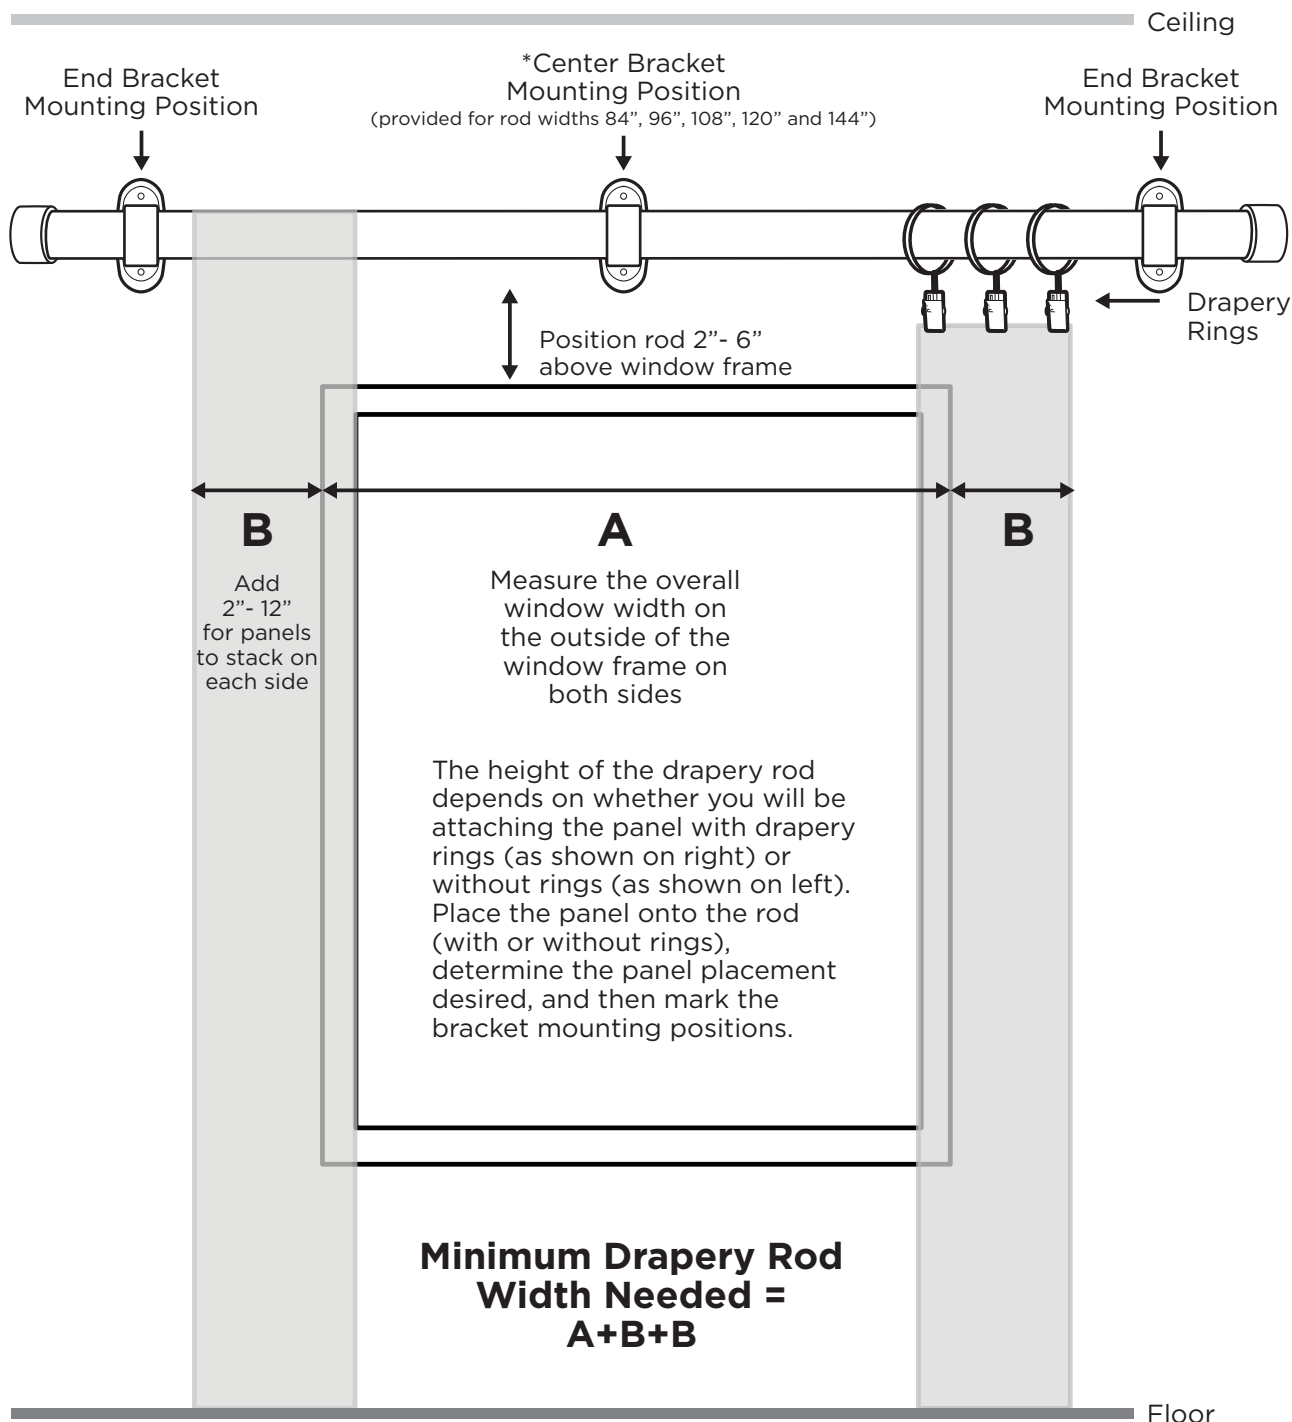 Ceiling
End Bracket
Mounting Position
*Center Bracket
Mounting Position
(provided for rod widths 84”, 96”, 108”, 120” and 144”)
End Bracket
Mounting Position
Drapery
Rings
Position rod 2”- 6”
above window frame
B
Add
2”- 12”
for panels
to stack on
each side
A
Measure the overall
window width on
the outside of the
window frame on
both sides
B
The height of the drapery rod
depends on whether you will be
attaching the panel with drapery
rings (as shown on right) or
without rings (as shown on left).
Place the panel onto the rod
(with or without rings),
determine the panel placement
desired, and then mark the
bracket mounting positions.
Minimum Drapery Rod
Width Needed =
A+B+B
Floor